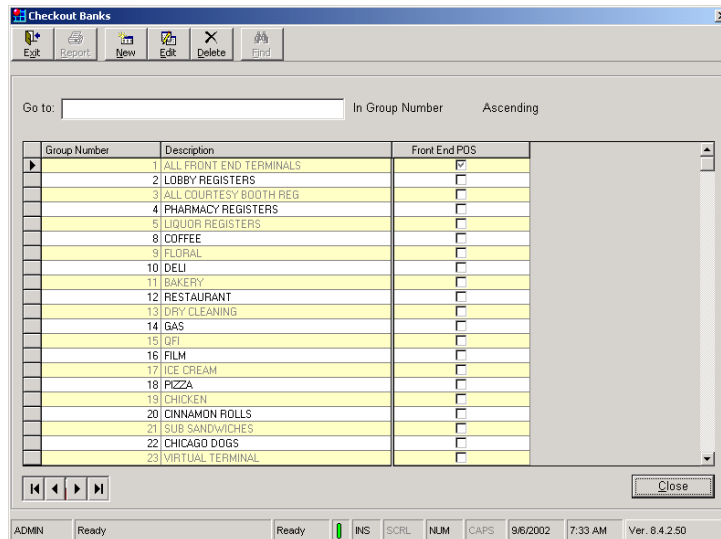 Checkout Banks
Exit Report New Edit Delete Find
Go to: In Group Number Ascending
Group Number Description Front End POS
1 ALL FRONT END TERMINALS
2 LOBBY REGISTERS
3 ALL COURTESY BOOTH REG
4 PHARMACY REGISTERS
5 LIQUOR REGISTERS
8 COFFEE
9 FLORAL
10 DELI
11 BAKERY
12 RESTAURANT
13 DRY CLEANING
14 GAS
15 QFI
16 FILM
17 ICE CREAM
18 PIZZA
19 CHICKEN
20 CINNAMON ROLLS
21 SUB SANDWICHES
22 CHICAGO DOGS
23 VIRTUAL TERMINAL
Close
ADMIN Ready Ready INS SCRL NUM CAPS 9/6/2002 7:33 AM Ver. 8.4.2.50